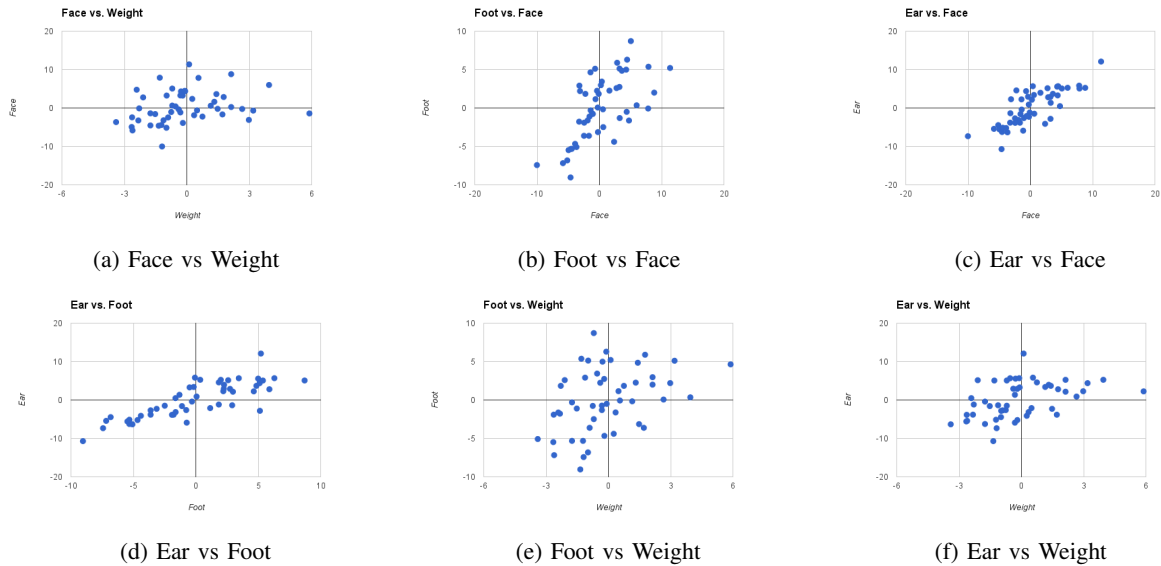 Face vs. Weight
20
10
0
-10
-20
-6
-3
0
3
6
Face
Weight
(a) Face vs Weight
Foot vs. Face
10
5
0
-5
-10
-20
-10
0
10
20
Foot
Face
(b) Foot vs Face
Ear vs. Face
20
10
0
-10
-20
-20
-10
0
10
20
Ear
Face
(c) Ear vs Face
Ear vs. Foot
20
10
0
-10
-20
-10
-5
0
5
10
Ear
Foot
(d) Ear vs Foot
Foot vs. Weight
10
5
0
-5
-10
-6
-3
0
3
6
Foot
Weight
(e) Foot vs Weight
Ear vs. Weight
20
10
0
-10
-20
-6
-3
0
3
6
Ear
Weight
(f) Ear vs Weight